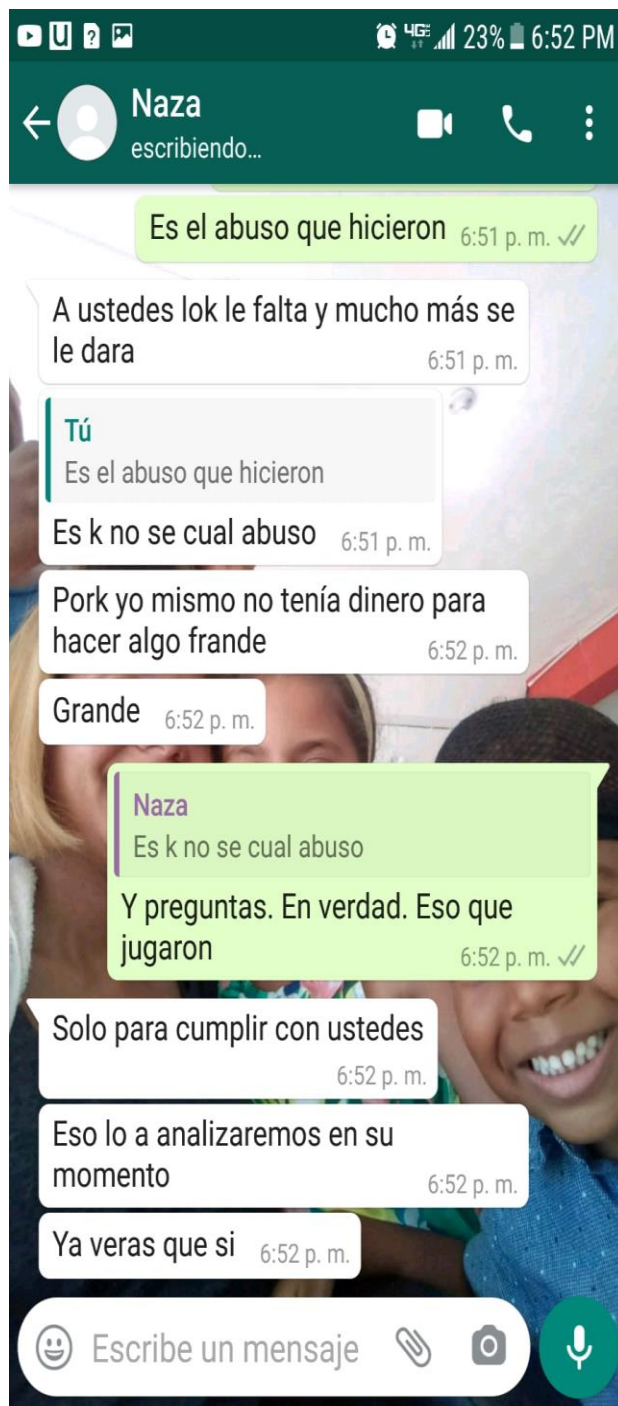 4G 23% 6:52 PM
Naza
escribiendo...
Es el abuso que hicieron 6:51 p. m.
A ustedes lok le falta y mucho más se
le dara 6:51 p. m.
Tú
Es el abuso que hicieron
Es k no se cual abuso 6:51 p. m.
Pork yo mismo no tenía dinero para
hacer algo frande 6:52 p. m.
Grande 6:52 p. m.
Naza
Es k no se cual abuso
Y preguntas. En verdad. Eso que
jugaron 6:52 p. m.
Solo para cumplir con ustedes
6:52 p. m.
Eso lo a analizaremos en su
momento 6:52 p. m.
Ya veras que si 6:52 p. m.
Escribe un mensaje